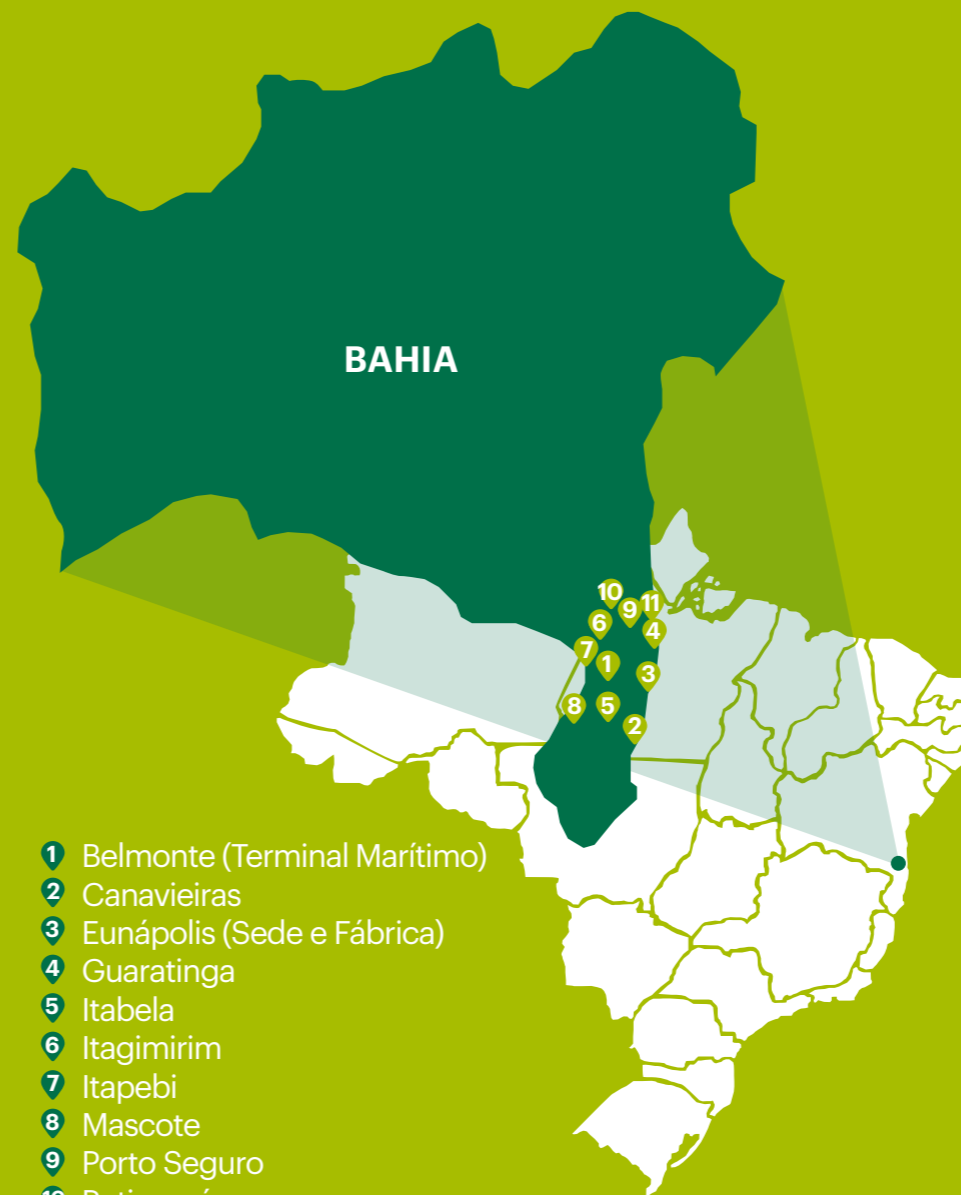 BAHIA
10
9
11
6
4
7
1
3
8
5
2
1 Belmonte (Terminal Marítimo)
2 Canavieiras
3 Eunápolis (Sede e Fábrica)
4 Guaratinga
5 Itabela
6 Itagimirim
7 Itapebi
8 Mascote
9 Porto Seguro